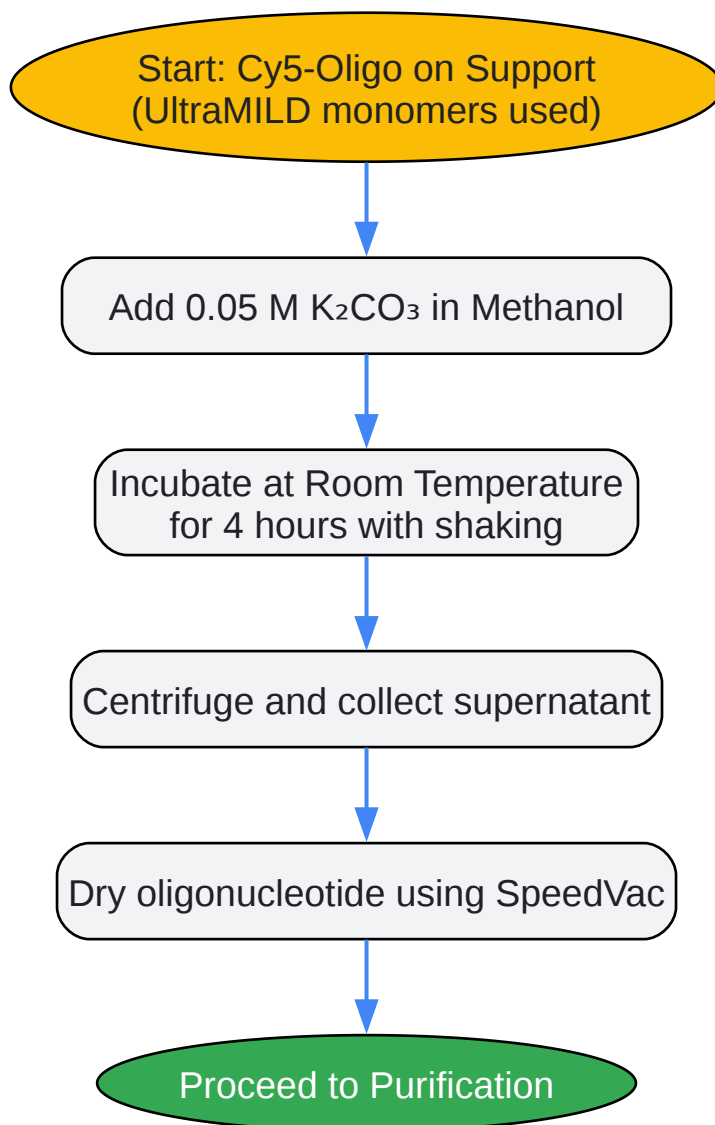 Start: Cy5-Oligo on Support
(UltraMILD monomers used)
Add 0.05 M K₂CO₃ in Methanol
Incubate at Room Temperature
for 4 hours with shaking
Centrifuge and collect supernatant
Dry oligonucleotide using SpeedVac
Proceed to Purification